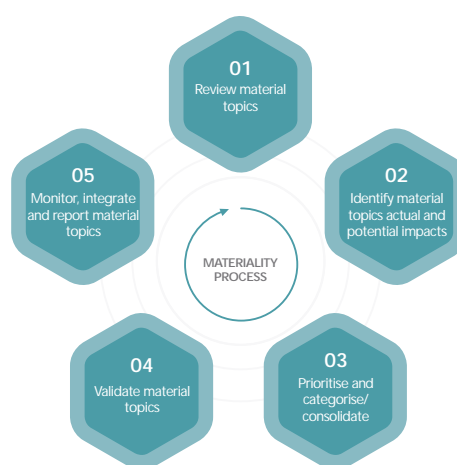 01
Review material
topics
02
Identify material
topics actual and
potential impacts
03
Prioritise and
categorise/
consolidate
04
Validate material
topics
05
Monitor, integrate
and report material
topics
MATERIALITY
PROCESS